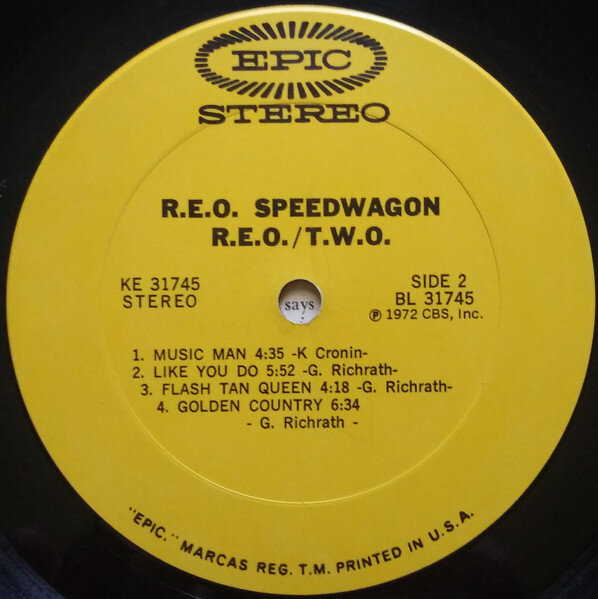 EPIC
STEREO
R.E.O. SPEEDWAGON
R.E.O./T.W.O.
KE 31745
STEREO
SIDE 2
BL 31745
Ⓟ 1972 CBS, Inc.
says
1. MUSIC MAN 4:35 -K Cronin-
2. LIKE YOU DO 5:52 -G. Richrath-
3. FLASH TAN QUEEN 4:18 -G. Richrath-
4. GOLDEN COUNTRY 6:34
- G. Richrath -
"EPIC," MARCAS REG. T.M. PRINTED IN U.S.A.